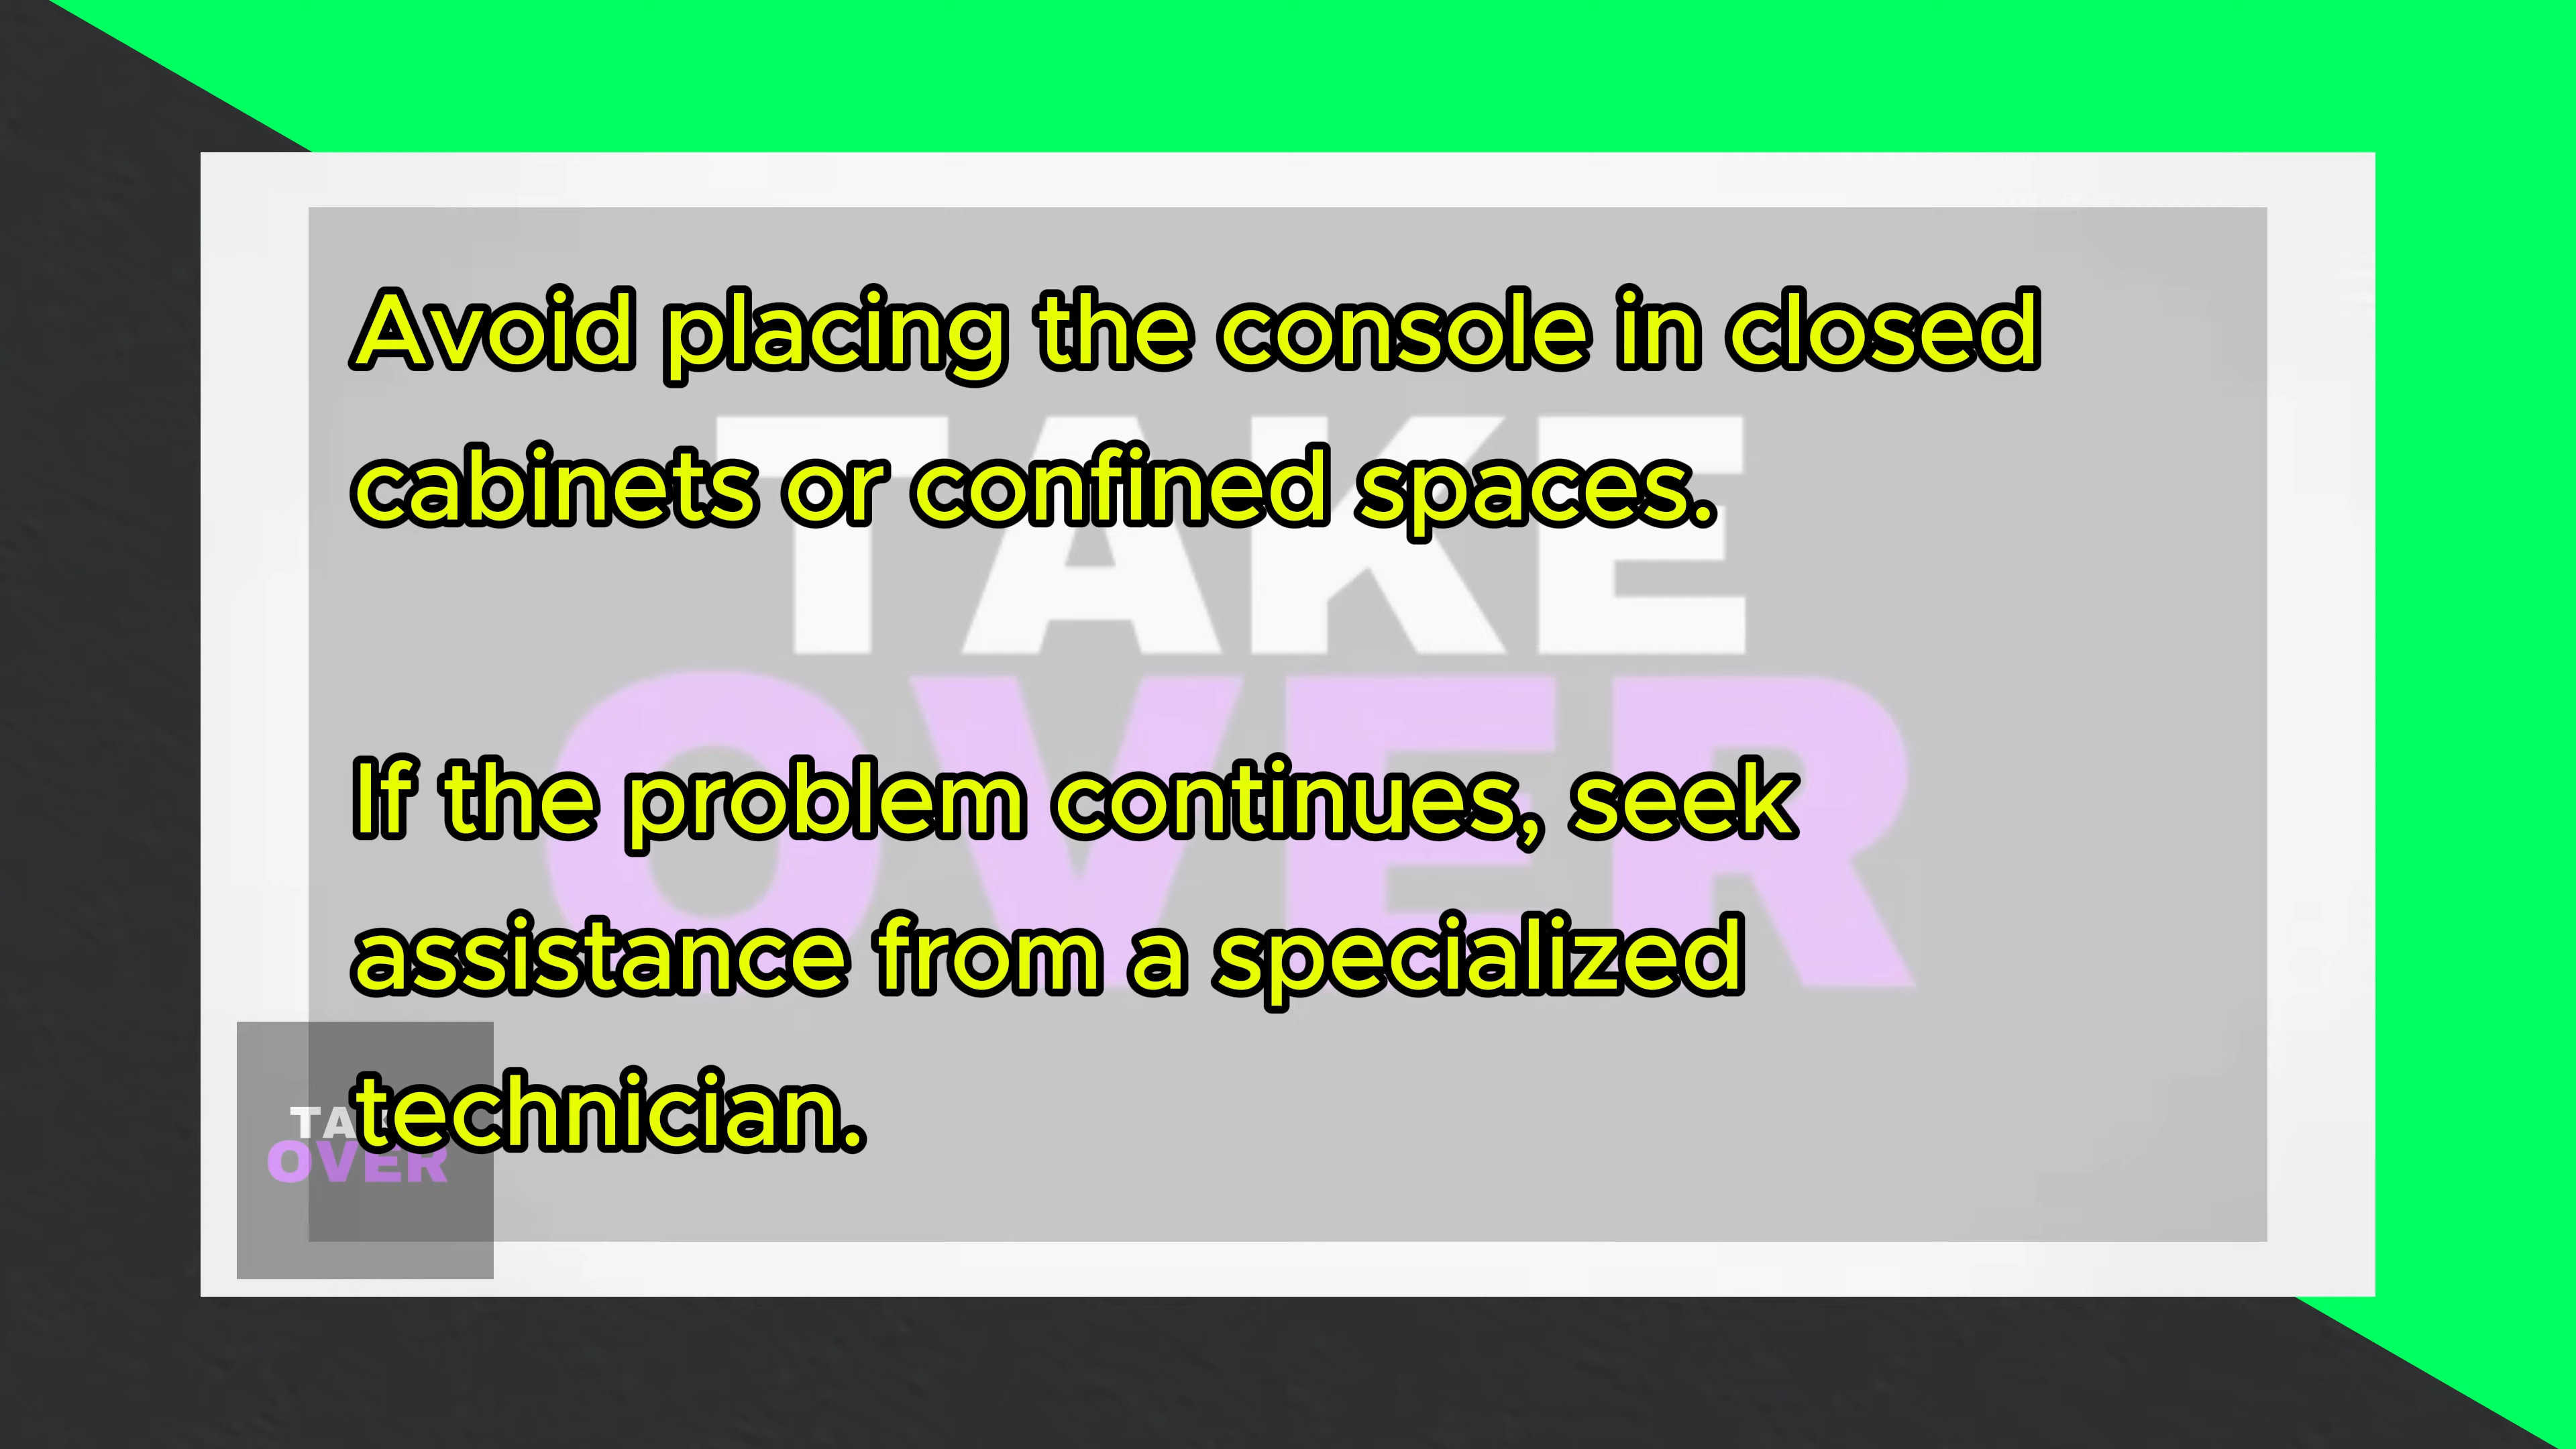 Avoid placing the console in closed
cabinets or confined spaces.
TAKE
OVER
If the problem continues, seek
assistance from a specialized
technician.
OVER